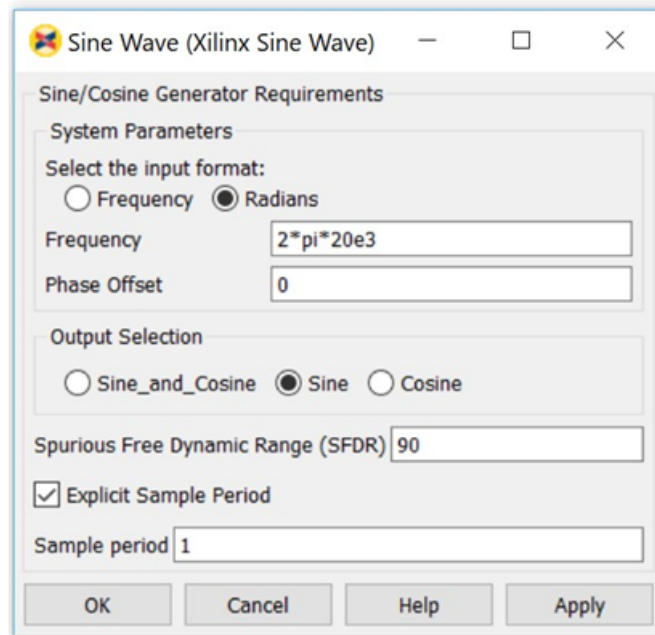 Sine Wave (Xilinx Sine Wave)
Sine/Cosine Generator Requirements
System Parameters
Select the input format:
Frequency Radians
Frequency 2*pi*20e3
Phase Offset 0
Output Selection
Sine_and_Cosine Sine Cosine
Spurious Free Dynamic Range (SFDR) 90
Explicit Sample Period
Sample period 1
OK Cancel Help Apply